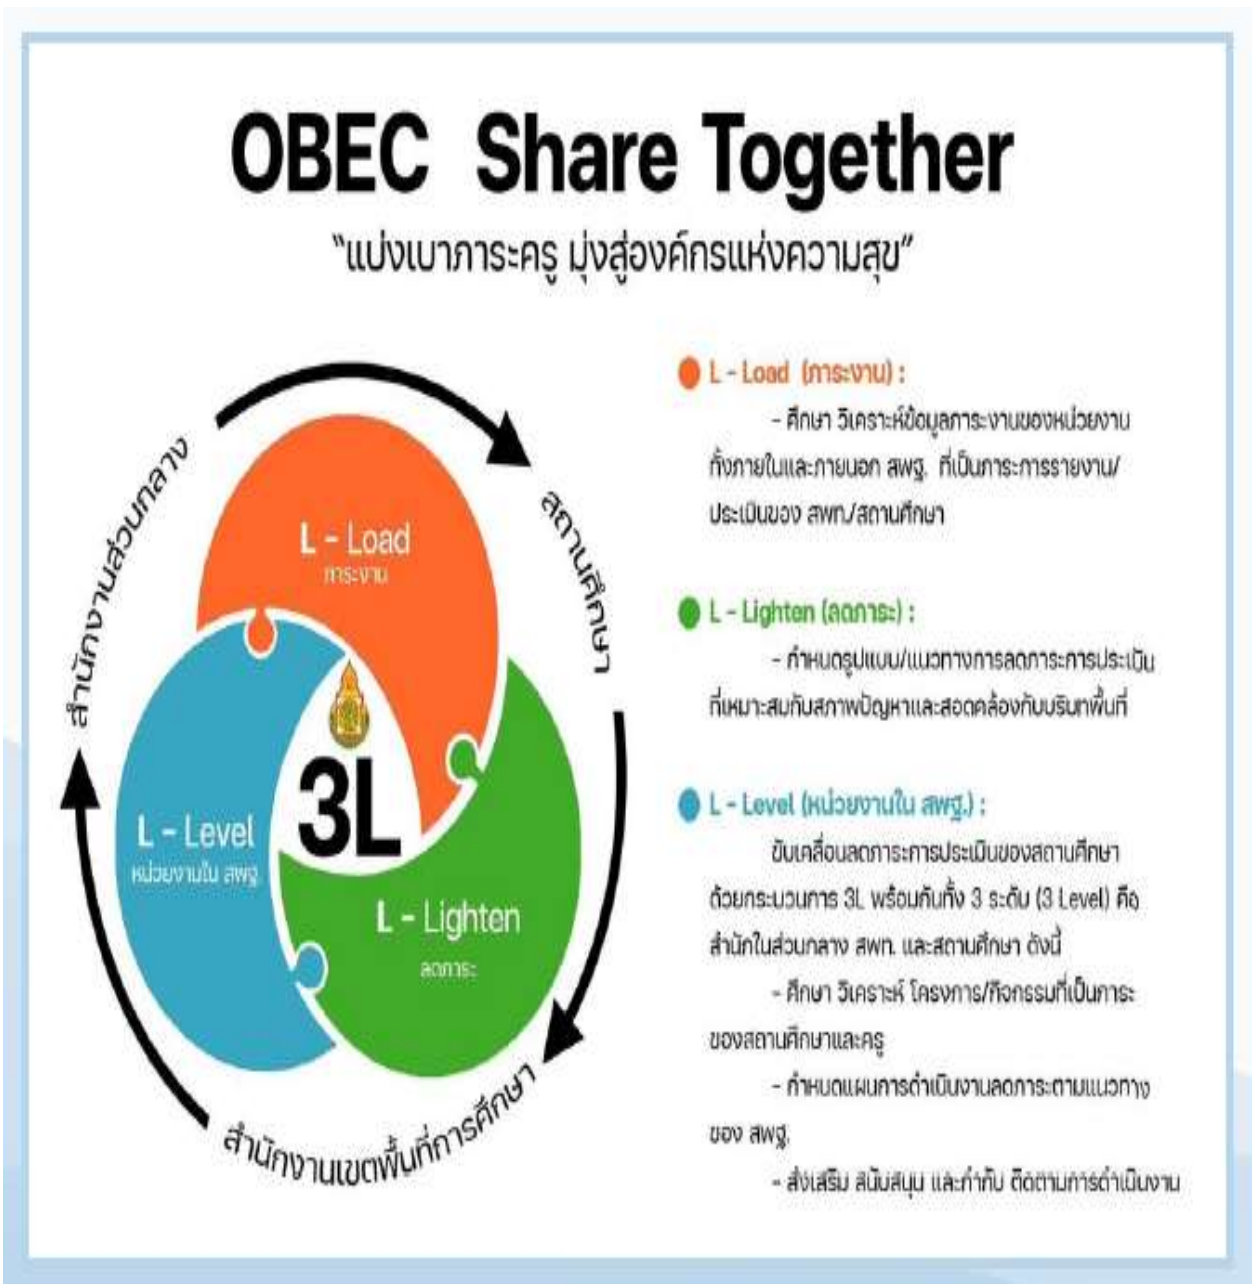 OBEC Share Together
“แบ่งเบาภาระครู มุ่งสู่องค์กรแห่งความสุข”
สำนักงานส่วนกลาง
สถานศึกษา
สำนักงานเขตพื้นที่การศึกษา
L - Load
ภาระงาน
L - Level
หน่วยงานใน สพฐ.
3L
L - Lighten
ลดภาระ
L - Load (ภาระงาน) :
- ศึกษา วิเคราะห์ข้อมูลภาระงานของหน่วยงาน
ทั้งภายในและภายนอก สพฐ. ที่เป็นภาระการรายงาน/
ประเมินของ สพท./สถานศึกษา
L - Lighten (ลดภาระ) :
- กำหนดรูปแบบ/แนวทางการลดภาระการประเมิน
ที่เหมาะสมกับสภาพปัญหาและสอดคล้องกับบริบทพื้นที่
L - Level (หน่วยงานใน สพฐ.) :
ขับเคลื่อนลดภาระการประเมินของสถานศึกษา
ด้วยกระบวนการ 3L พร้อมกันทั้ง 3 ระดับ (3 Level) คือ
สำนักในส่วนกลาง สพท. และสถานศึกษา ดังนี้
- ศึกษา วิเคราะห์ โครงการ/กิจกรรมที่เป็นภาระ
ของสถานศึกษาและครู
- กำหนดแผนการดำเนินงานลดภาระตามแนวทาง
ของ สพฐ.
- ส่งเสริม สนับสนุน และกำกับ ติดตามการดำเนินงาน